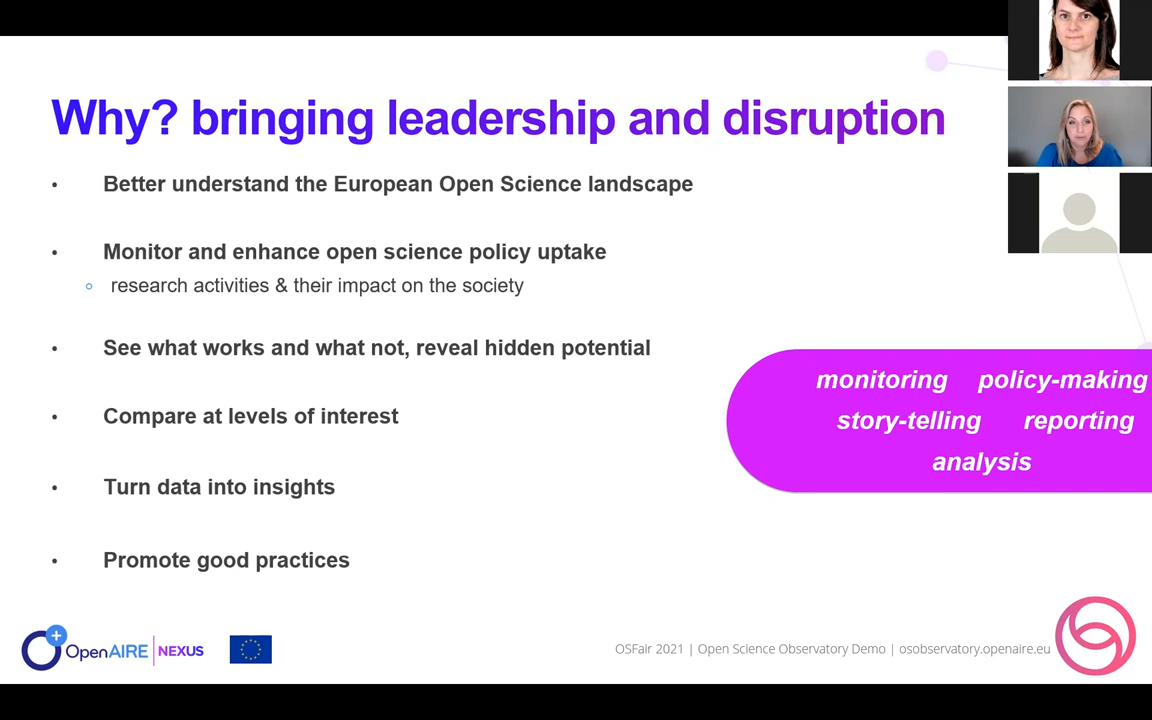 Why? bringing leadership and disruption
• Better understand the European Open Science landscape
• Monitor and enhance open science policy uptake
○ research activities & their impact on the society
• See what works and what not, reveal hidden potential
• Compare at levels of interest
• Turn data into insights
• Promote good practices
monitoring policy-making
story-telling reporting
analysis
OpenAIRE | NEXUS
OSFair 2021 | Open Science Observatory Demo | osobservatory.openaire.eu